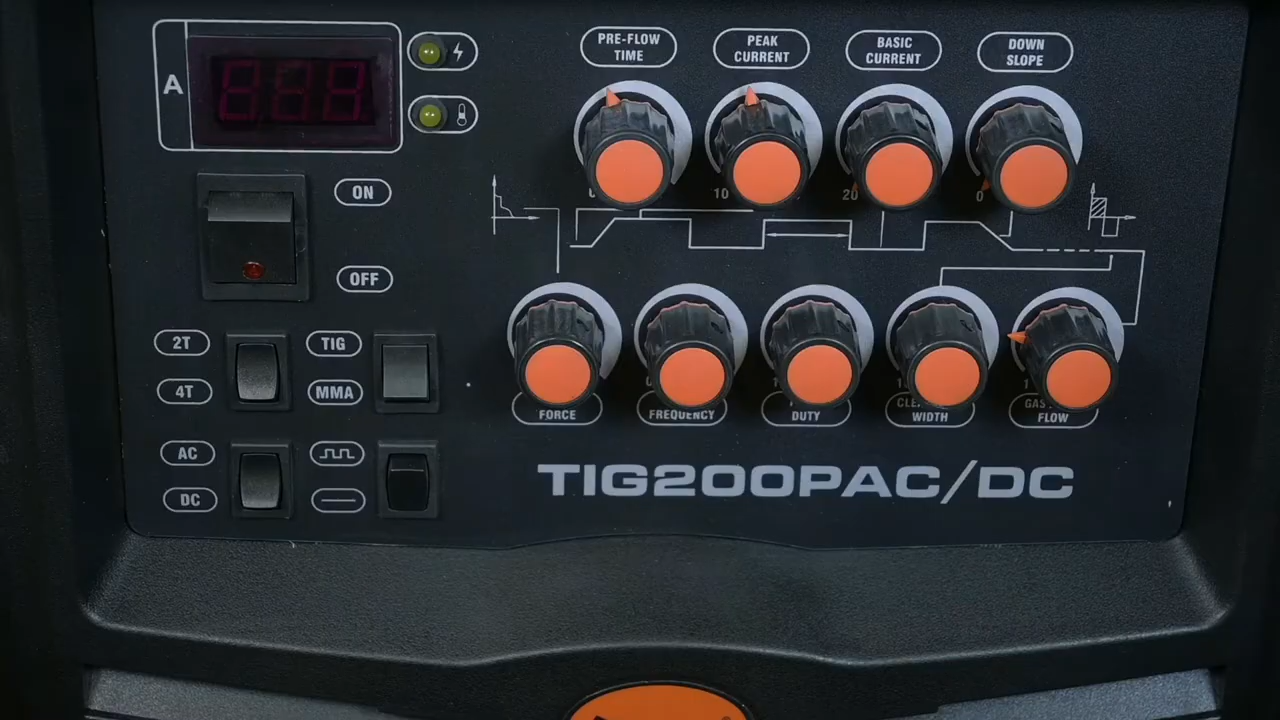 A
888
PRE-FLOW
TIME
PEAK
CURRENT
BASIC
CURRENT
DOWN
SLOPE
ON
OFF
10
20
0
2T
TIG
4T
MMA
FORCE
FREQUENCY
DUTY
WIDTH
FLOW
AC
DC
TIG200PAC/DC